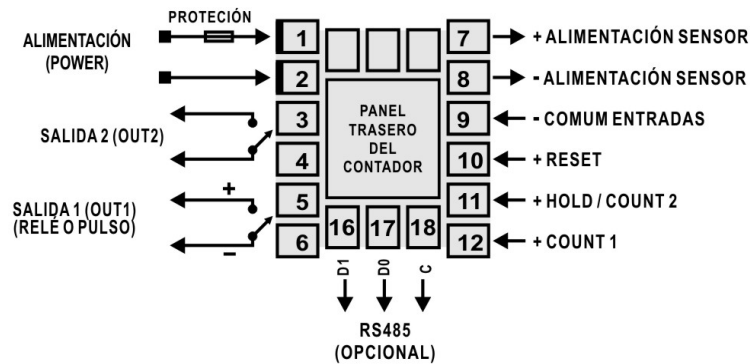 PROTECIÓN
ALIMENTACIÓN
(POWER)
SALIDA 2 (OUT2)
SALIDA 1 (OUT1)
(RELÉ O PULSO)
+
–
1
2
3
4
5
6
PANEL
TRASERO
DEL
CONTADOR
16 17 18
D1
D0
C
RS485
(OPCIONAL)
7 + ALIMENTACIÓN SENSOR
8 - ALIMENTACIÓN SENSOR
9 - COMUM ENTRADAS
10 + RESET
11 + HOLD / COUNT 2
12 + COUNT 1